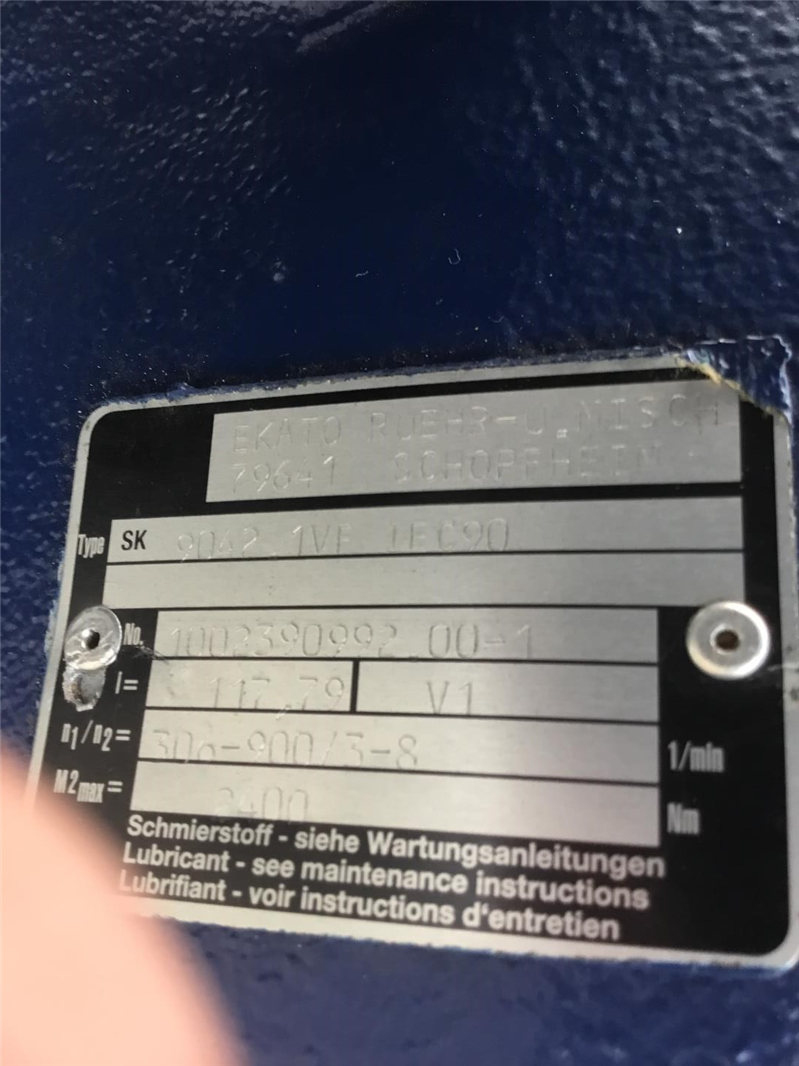 EKATO RUEHR-U.MISCH
79641 SCHOPFHEIM
Type SK 9042.1VF IEC90
No. 1002390992.00-1
i= 117,79 V1
n1/n2= 306-900/3-8 1/min
M2max= 2400 Nm
Schmierstoff - siehe Wartungsanleitungen
Lubricant - see maintenance instructions
Lubrifiant - voir instructions d'entretien